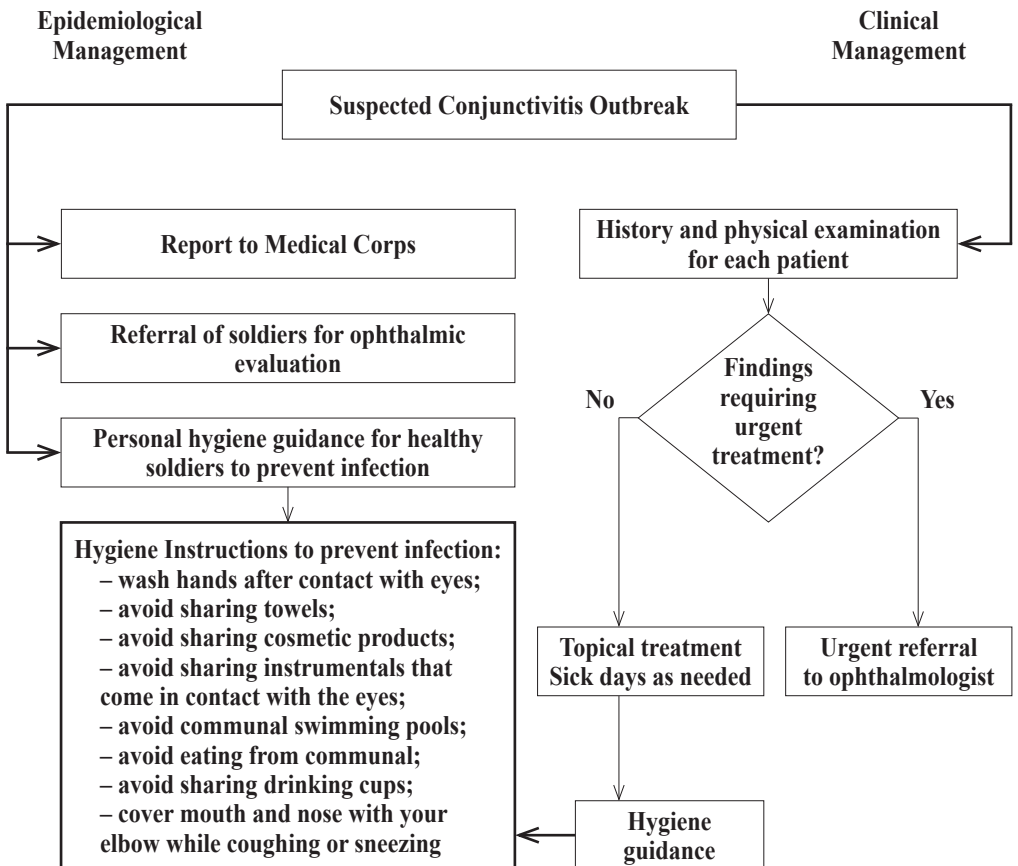 Epidemiological
Management
Clinical
Management
Suspected Conjunctivitis Outbreak
Report to Medical Corps
Referral of soldiers for ophthalmic
evaluation
Personal hygiene guidance for healthy
soldiers to prevent infection
Hygiene Instructions to prevent infection:
– wash hands after contact with eyes;
– avoid sharing towels;
– avoid sharing cosmetic products;
– avoid sharing instrumentals that
come in contact with the eyes;
– avoid communal swimming pools;
– avoid eating from communal;
– avoid sharing drinking cups;
– cover mouth and nose with your
elbow while coughing or sneezing
History and physical examination
for each patient
Findings
requiring
urgent
treatment?
No
Yes
Topical treatment
Sick days as needed
Urgent referral
to ophthalmologist
Hygiene
guidance